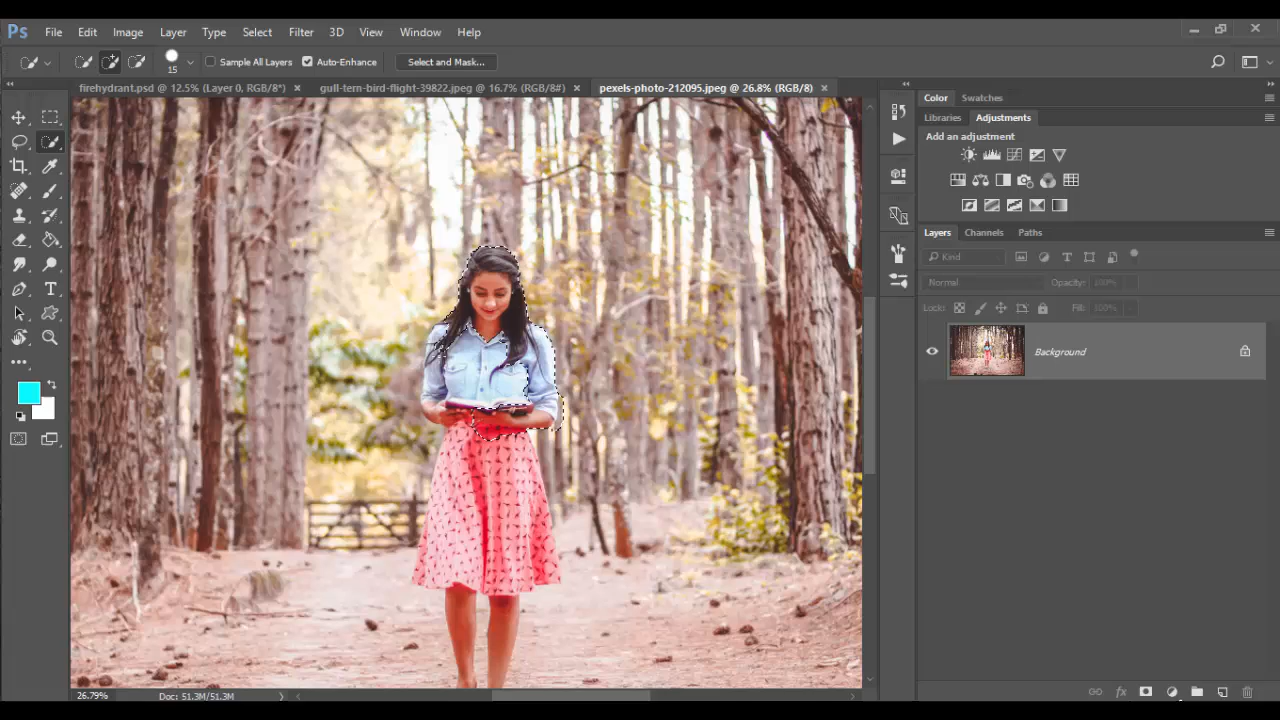 Ps File Edit Image Layer Type Select Filter 3D View Window Help
15 Sample All Layers Auto-Enhance Select and Mask...
firehydrant.psd @ 12.5% (Layer 0, RGB/8*) × gull-tern-bird-flight-39822.jpeg @ 16.7% (RGB/8#) × pexels-photo-212095.jpeg @ 26.8% (RGB/8) ×
Color Swatches
Libraries Adjustments
Add an adjustment
Layers Channels Paths
Kind
Normal Opacity: 100%
Lock: Fill: 100%
Background
26.79% Doc: 51.3M/51.3M